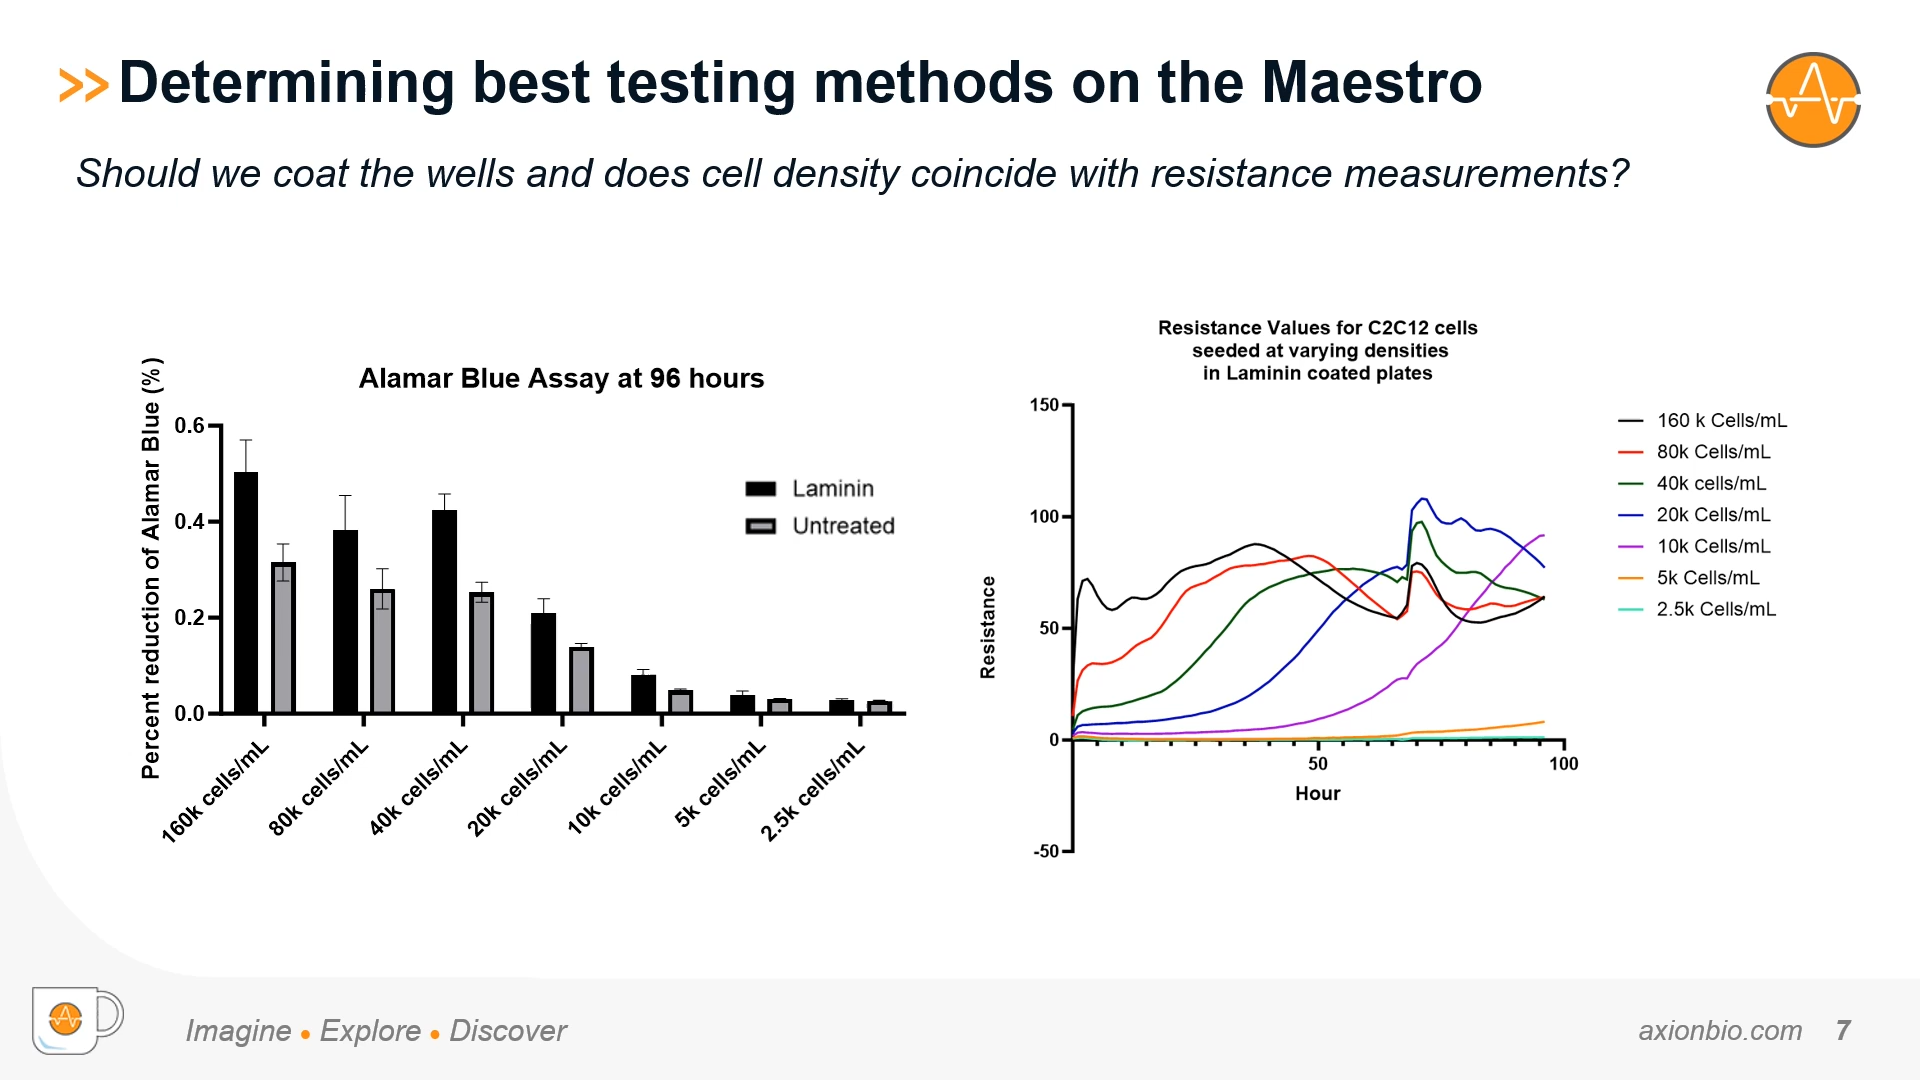 >> Determining best testing methods on the Maestro
Should we coat the wells and does cell density coincide with resistance measurements?
Alamar Blue Assay at 96 hours
Percent reduction of Alamar Blue (%)
0.6
0.4
0.2
0.0
Laminin
Untreated
160k cells/mL
80k cells/mL
40k cells/mL
20k cells/mL
10k cells/mL
5k cells/mL
2.5k cells/mL
Resistance Values for C2C12 cells
seeded at varying densities
in Laminin coated plates
Resistance
150
100
50
0
-50
50
100
Hour
160 k Cells/mL
80k Cells/mL
40k cells/mL
20k Cells/mL
10k Cells/mL
5k Cells/mL
2.5k Cells/mL
Imagine • Explore • Discover
axionbio.com 7